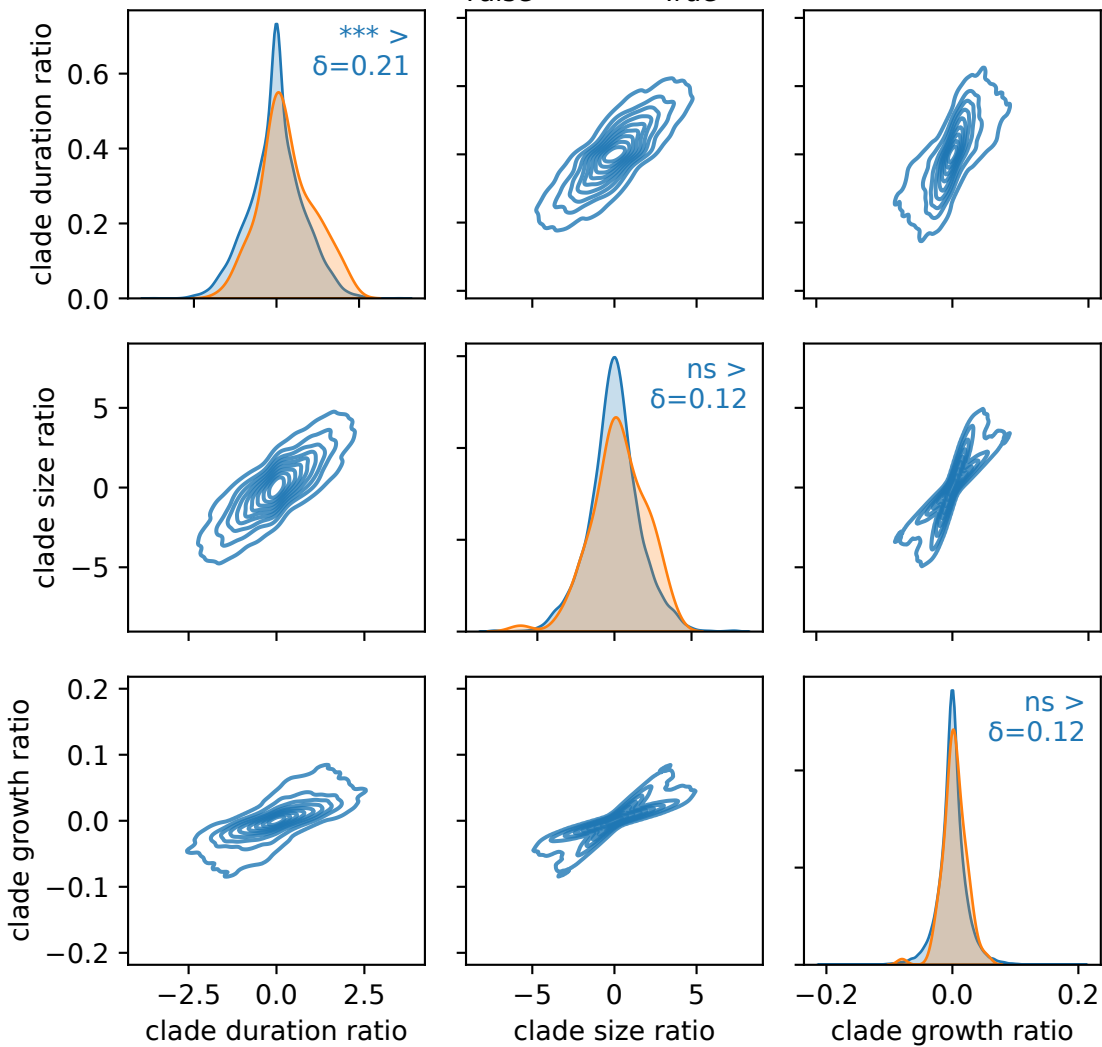 clade duration ratio
0.6
0.4
0.2
0.0
*** >
δ=0.21
clade size ratio
5
0
−5
ns >
δ=0.12
clade growth ratio
0.2
0.1
0.0
−0.1
−0.2
ns >
δ=0.12
−2.5
0.0
2.5
−5
0
5
−0.2
0.0
0.2
clade duration ratio
clade size ratio
clade growth ratio